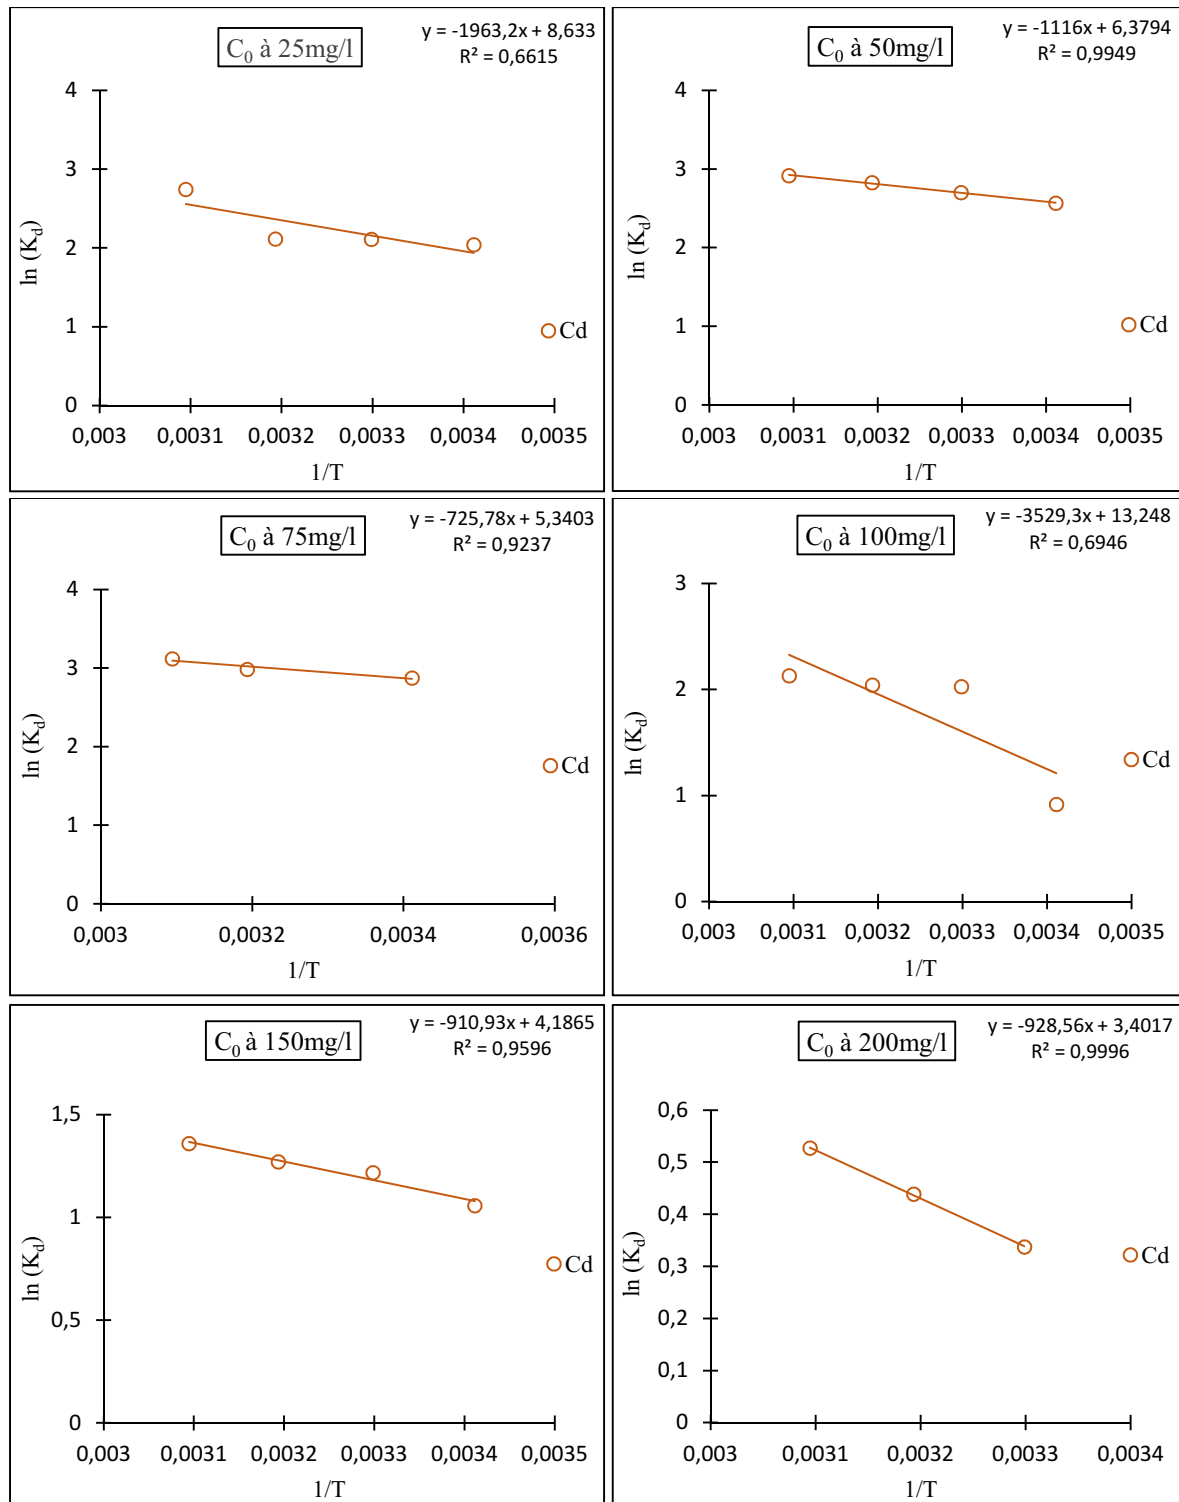 C₀ à 25mg/l
y = -1963,2x + 8,633
R² = 0,6615
4
3
2
1
0
ln (K_d)
Cd
0,003 0,0031 0,0032 0,0033 0,0034 0,0035
1/T
C₀ à 50mg/l
y = -1116x + 6,3794
R² = 0,9949
4
3
2
1
0
ln (K_d)
Cd
0,003 0,0031 0,0032 0,0033 0,0034 0,0035
1/T
C₀ à 75mg/l
y = -725,78x + 5,3403
R² = 0,9237
4
3
2
1
0
ln (K_d)
Cd
0,003 0,0032 0,0034 0,0036
1/T
C₀ à 100mg/l
y = -3529,3x + 13,248
R² = 0,6946
3
2
1
0
ln (K_d)
Cd
0,003 0,0031 0,0032 0,0033 0,0034 0,0035
1/T
C₀ à 150mg/l
y = -910,93x + 4,1865
R² = 0,9596
1,5
1
0,5
0
ln (K_d)
Cd
0,003 0,0031 0,0032 0,0033 0,0034 0,0035
1/T
C₀ à 200mg/l
y = -928,56x + 3,4017
R² = 0,9996
0,6
0,5
0,4
0,3
0,2
0,1
0
ln (K_d)
Cd
0,003 0,0031 0,0032 0,0033 0,0034
1/T